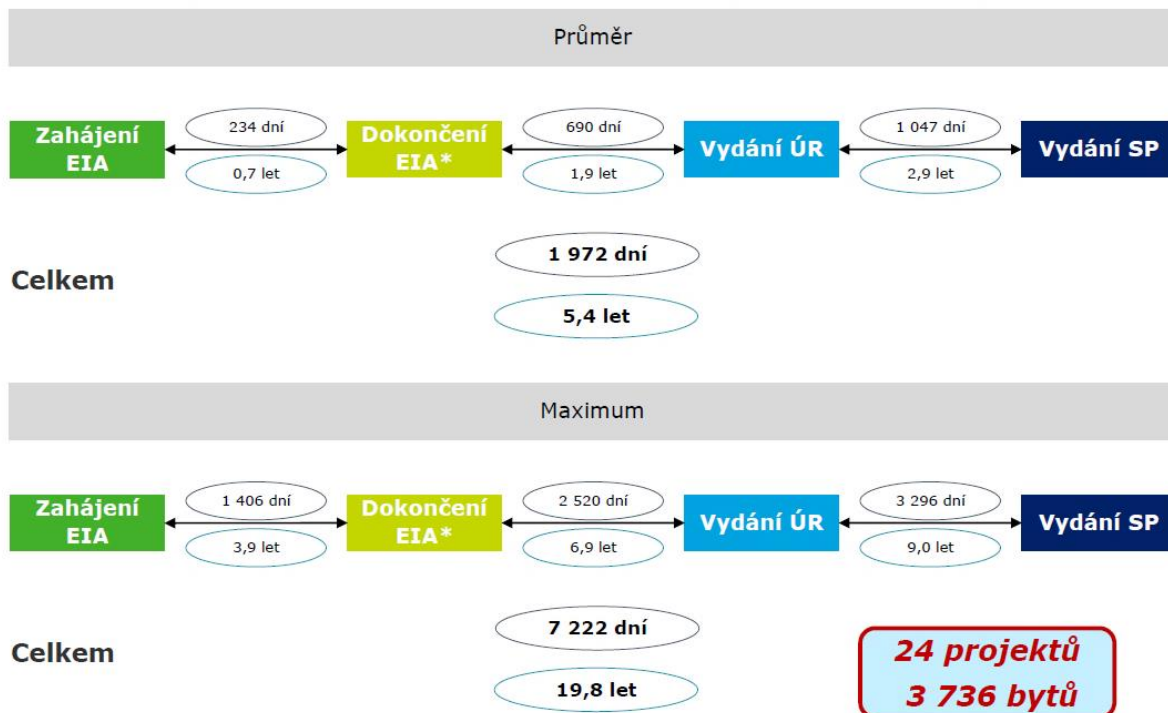 Průměr
Zahájení
EIA
234 dní
0,7 let
Dokončení
EIA*
690 dní
1,9 let
Vydání ÚR
1 047 dní
2,9 let
Vydání SP
Celkem
1 972 dní
5,4 let
Maximum
Zahájení
EIA
1 406 dní
3,9 let
Dokončení
EIA*
2 520 dní
6,9 let
Vydání ÚR
3 296 dní
9,0 let
Vydání SP
Celkem
7 222 dní
19,8 let
24 projektů
3 736 bytů